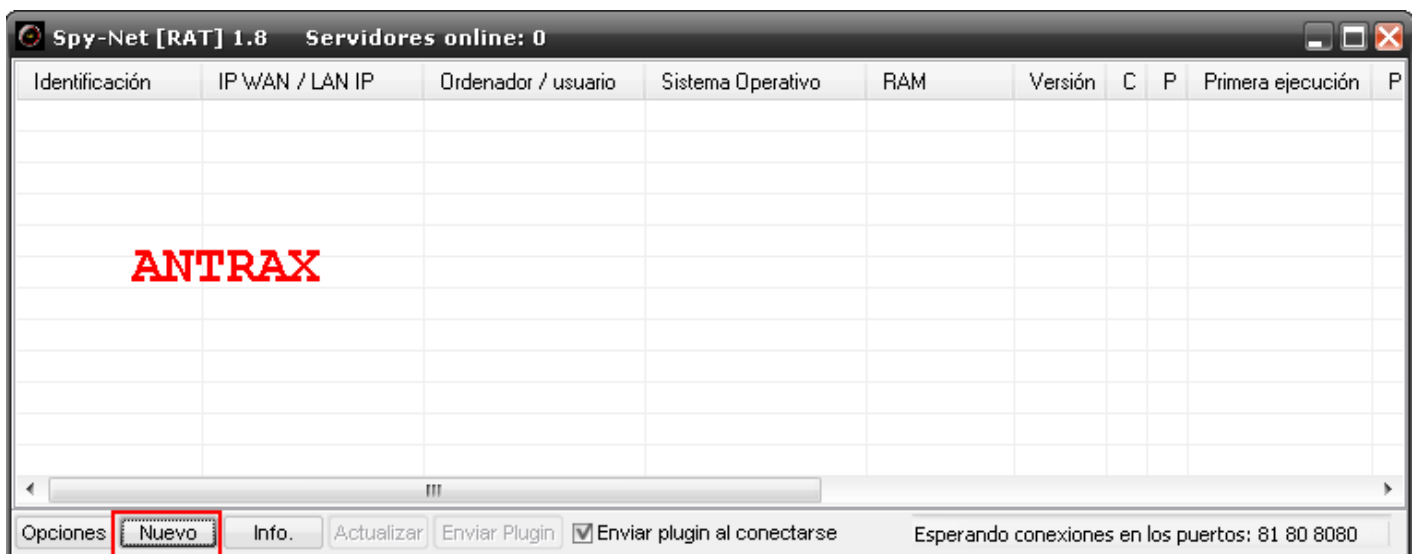 Spy-Net [RAT] 1.8 Servidores online: 0
Identificación IP WAN / LAN IP Ordenador / usuario Sistema Operativo RAM Versión C P Primera ejecución P
ANTRAX
Opciones Nuevo Info. Actualizar Enviar Plugin Enviar plugin al conectarse Esperando conexiones en los puertos: 81 80 8080